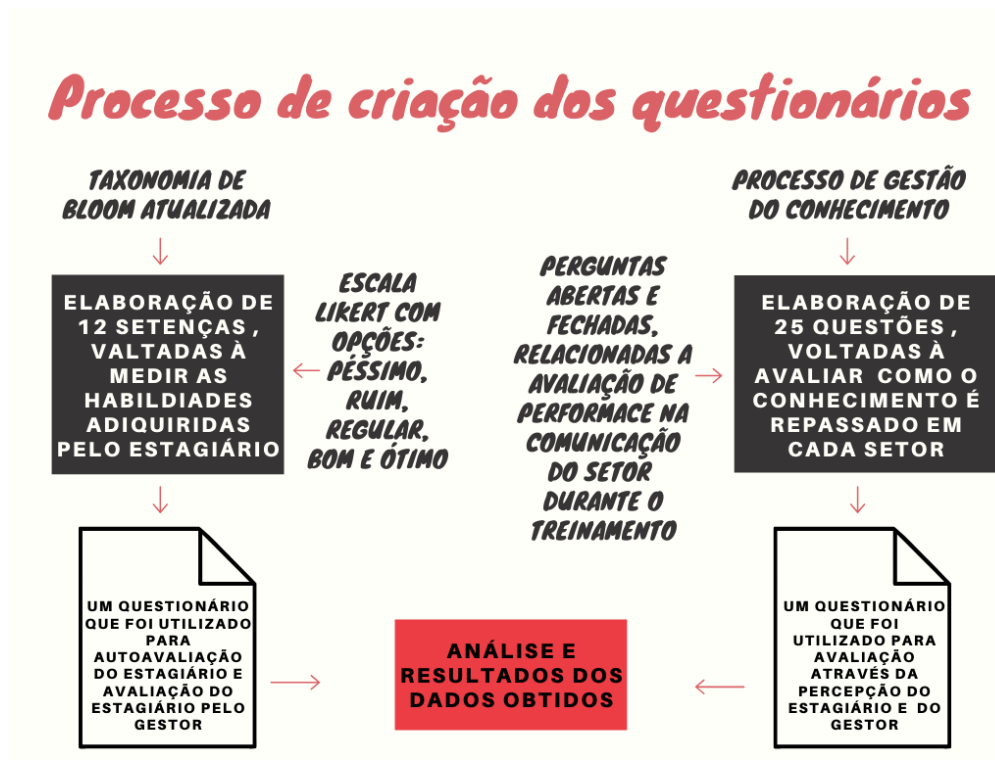 Processo de criação dos questionários
TAXONOMIA DE
BLOOM ATUALIZADA
ELABORAÇÃO DE
12 SETENÇAS ,
VALTADAS À
MEDIR AS
HABILDIADES
ADIQUIRIDAS
PELO ESTAGIÁRIO
ESCALA
LIKERT COM
OPÇÕES:
PÉSSIMO,
RUIM,
REGULAR,
BOM E ÓTIMO
UM QUESTIONÁRIO
QUE FOI UTILIZADO
PARA
AUTOAVALIAÇÃO
DO ESTAGIÁRIO E
AVALIAÇÃO DO
ESTAGIÁRIO PELO
GESTOR
PROCESSO DE GESTÃO
DO CONHECIMENTO
PERGUNTAS
ABERTAS E
FECHADAS,
RELACIONADAS A
AVALIAÇÃO DE
PERFORMACE NA
COMUNICAÇÃO
DO SETOR
DURANTE O
TREINAMENTO
ELABORAÇÃO DE
25 QUESTÕES ,
VOLTADAS À
AVALIAR COMO O
CONHECIMENTO É
REPASSADO EM
CADA SETOR
UM QUESTIONÁRIO
QUE FOI
UTILIZADO PARA
AVALIAÇÃO
ATRAVÉS DA
PERCEPÇÃO DO
ESTAGIÁRIO E DO
GESTOR
ANÁLISE E
RESULTADOS DOS
DADOS OBTIDOS